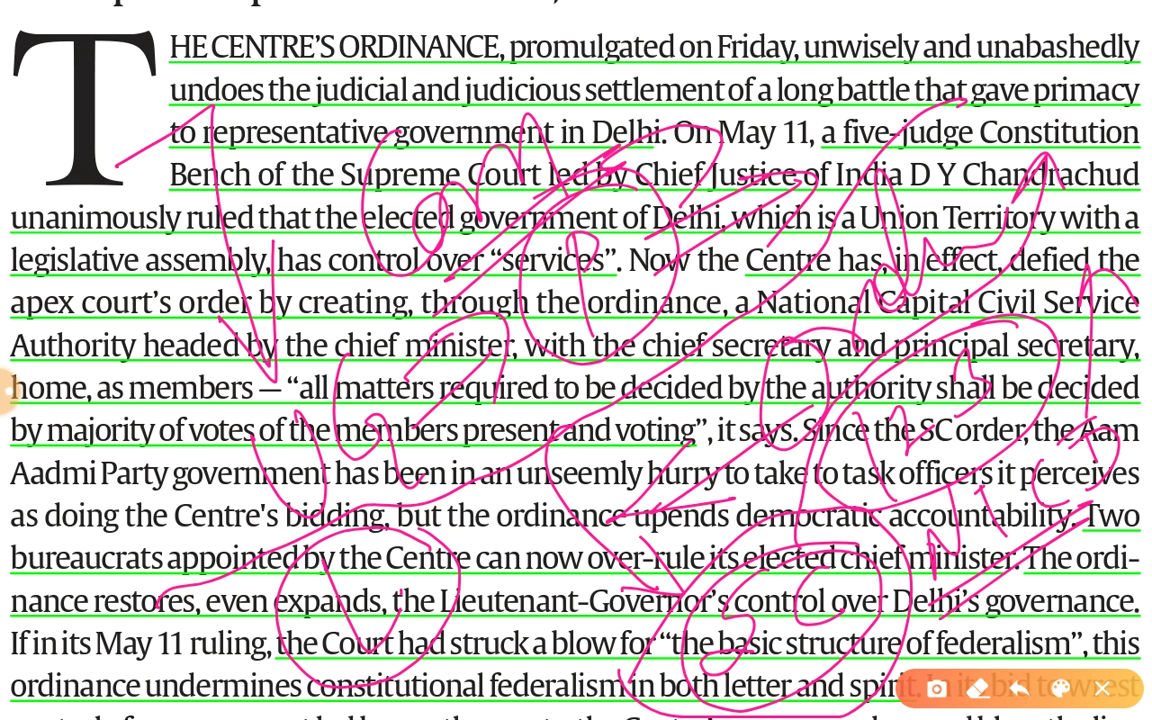 THE CENTRE'S ORDINANCE, promulgated on Friday, unwisely and unabashedly
undoes the judicial and judicious settlement of a long battle that gave primacy
to representative government in Delhi. On May 11, a five-judge Constitution
Bench of the Supreme Court led by Chief Justice of India D Y Chandrachud
unanimously ruled that the elected government of Delhi, which is a Union Territory with a
legislative assembly, has control over “services”. Now the Centre has, in effect, defied the
apex court's order by creating, through the ordinance, a National Capital Civil Service
Authority headed by the chief minister, with the chief secretary and principal secretary,
home, as members — “all matters required to be decided by the authority shall be decided
by majority of votes of the members present and voting”, it says. Since the SC order, the Aam
Aadmi Party government has been in an unseemly hurry to take to task officers it perceives
as doing the Centre's bidding, but the ordinance upends democratic accountability. Two
bureaucrats appointed by the Centre can now over-rule its elected chief minister. The ordi-
nance restores, even expands, the Lieutenant-Governor's control over Delhi's governance.
If in its May 11 ruling, the Court had struck a blow for “the basic structure of federalism”, this
ordinance undermines constitutional federalism in both letter and spirit. In its bid to wrest